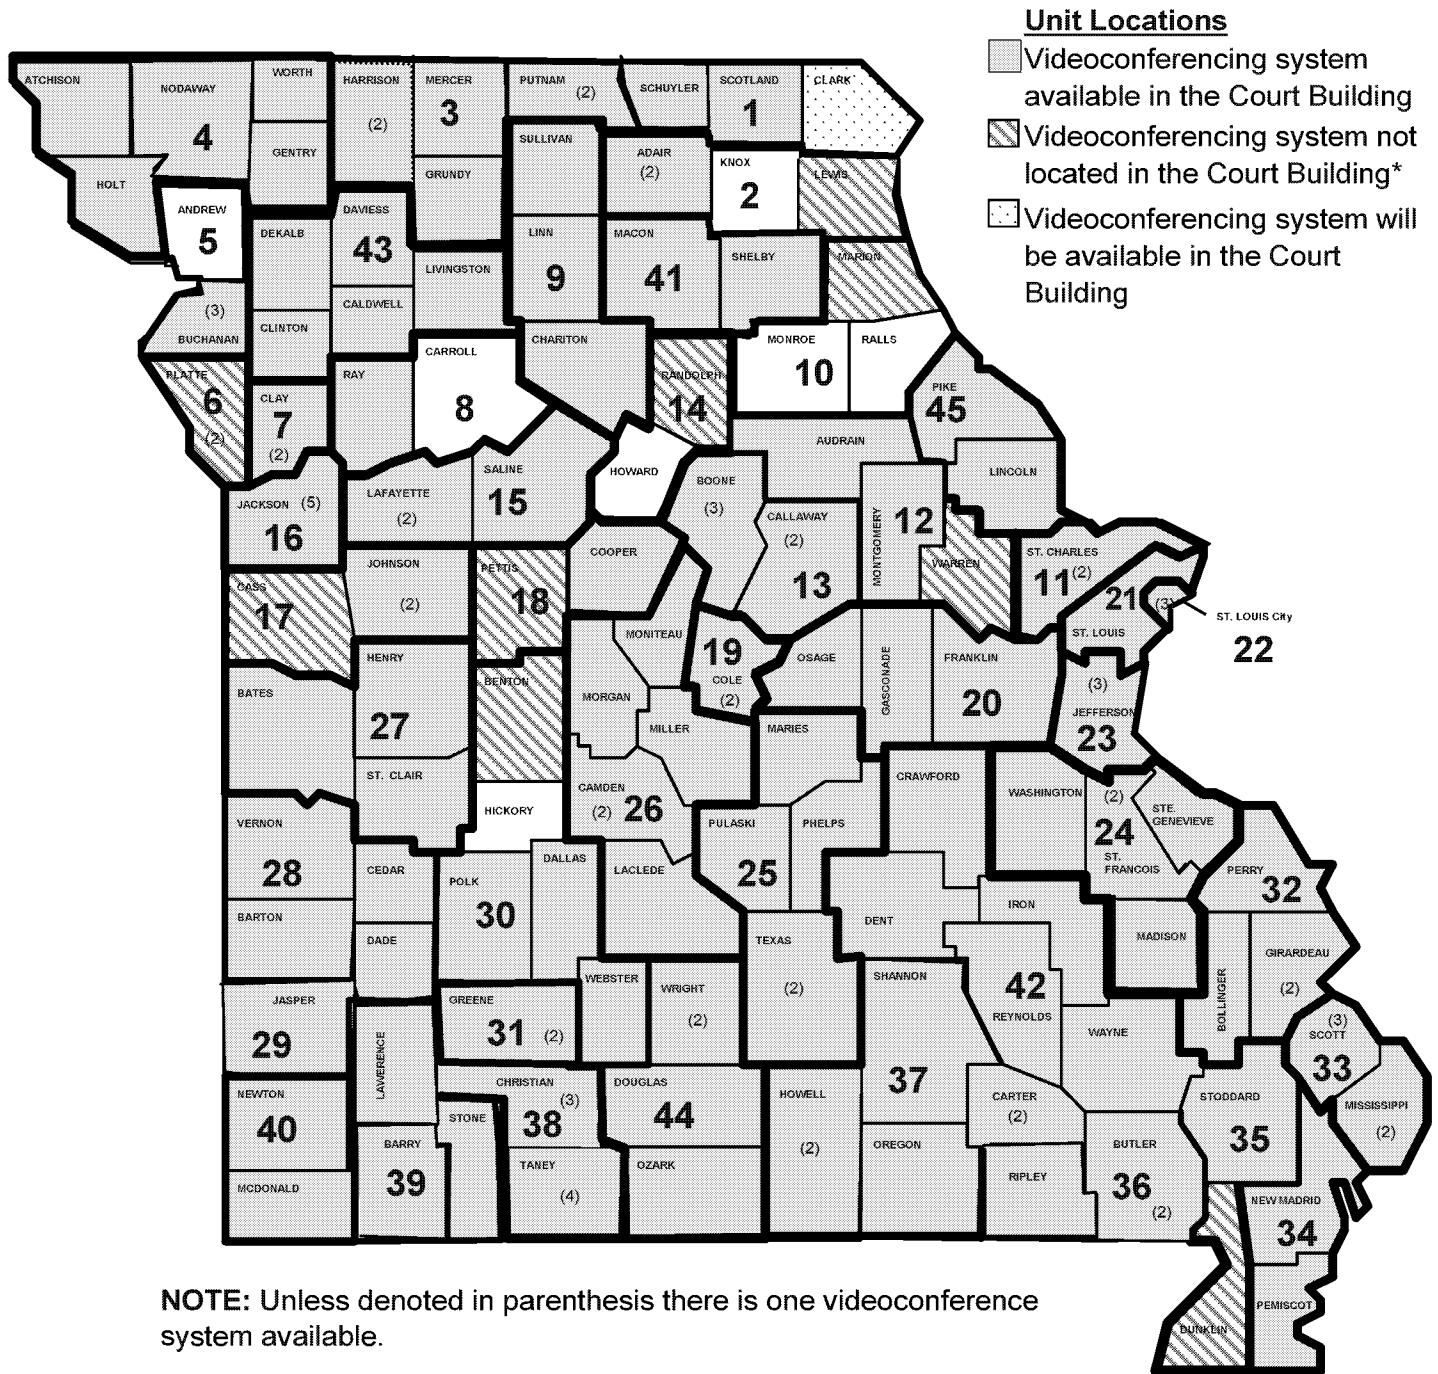 Unit Locations
Videoconferencing system
available in the Court Building
Videoconferencing system not
located in the Court Building*
Videoconferencing system will
be available in the Court
Building
ATCHISON
NODAWAY
WORTH
HARRISON
(2)
MERCER
3
PUTNAM
(2)
SCHUYLER
SCOTLAND
1
CLARK
4
GENTRY
HOLT
GRUNDY
SULLIVAN
ADAIR
(2)
KNOX
2
LEWIS
ANDREW
5
DEKALB
DAVIESS
43
LIVINGSTON
LINN
9
MACON
41
SHELBY
MARION
(3)
BUCHANAN
CLINTON
CALDWELL
CARROLL
8
CHARITON
RANDOLPH
14
MONROE
10
RALLS
PLATTE
6
(2)
CLAY
7
(2)
RAY
PIKE
45
AUDRAIN
LINCOLN
HOWARD
BOONE
(3)
SALINE
15
LAFAYETTE
(2)
JACKSON (5)
16
CALLAWAY
(2)
13
MONTGOMERY
12
WARREN
ST. CHARLES
11
(2)
21
(3)
ST. LOUIS
ST. LOUIS City
22
COOPER
JOHNSON
(2)
PETTIS
18
CASS
17
MONITEAU
19
COLE
(2)
OSAGE
GASCONADE
FRANKLIN
20
(3)
JEFFERSON
23
HENRY
27
BATES
BENTON
MORGAN
MILLER
MARIES
ST. CLAIR
HICKORY
CAMDEN
(2)
26
PULASKI
25
PHELPS
CRAWFORD
WASHINGTON
(2)
24
ST.
FRANCOIS
STE.
GENEVIEVE
PERRY
32
VERNON
28
CEDAR
POLK
30
DALLAS
LACLEDE
BARTON
DADE
TEXAS
(2)
DENT
IRON
MADISON
BOLLINGER
GIRARDEAU
(2)
JASPER
29
GREENE
31
(2)
WEBSTER
WRIGHT
(2)
SHANNON
37
42
REYNOLDS
WAYNE
(3)
SCOTT
33
MISSISSIPPI
(2)
LAWERENCE
CHRISTIAN
(3)
38
DOUGLAS
44
HOWELL
(2)
CARTER
(2)
STODDARD
35
NEWTON
40
STONE
BARRY
39
TANEY
(4)
OZARK
OREGON
RIPLEY
BUTLER
36
(2)
MCDONALD
NEW MADRID
34
PEMISCOT
DUNKLIN
NOTE: Unless denoted in parenthesis there is one videoconference
system available.